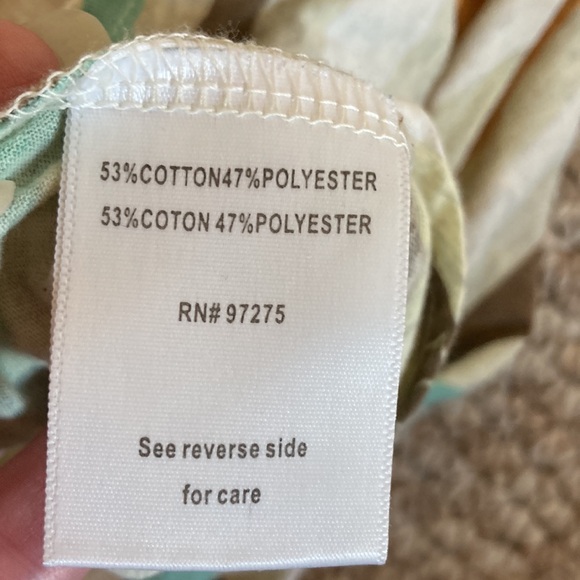 53%COTTON47%POLYESTER
53%COTON 47%POLYESTER
RN# 97275
See reverse side
for care